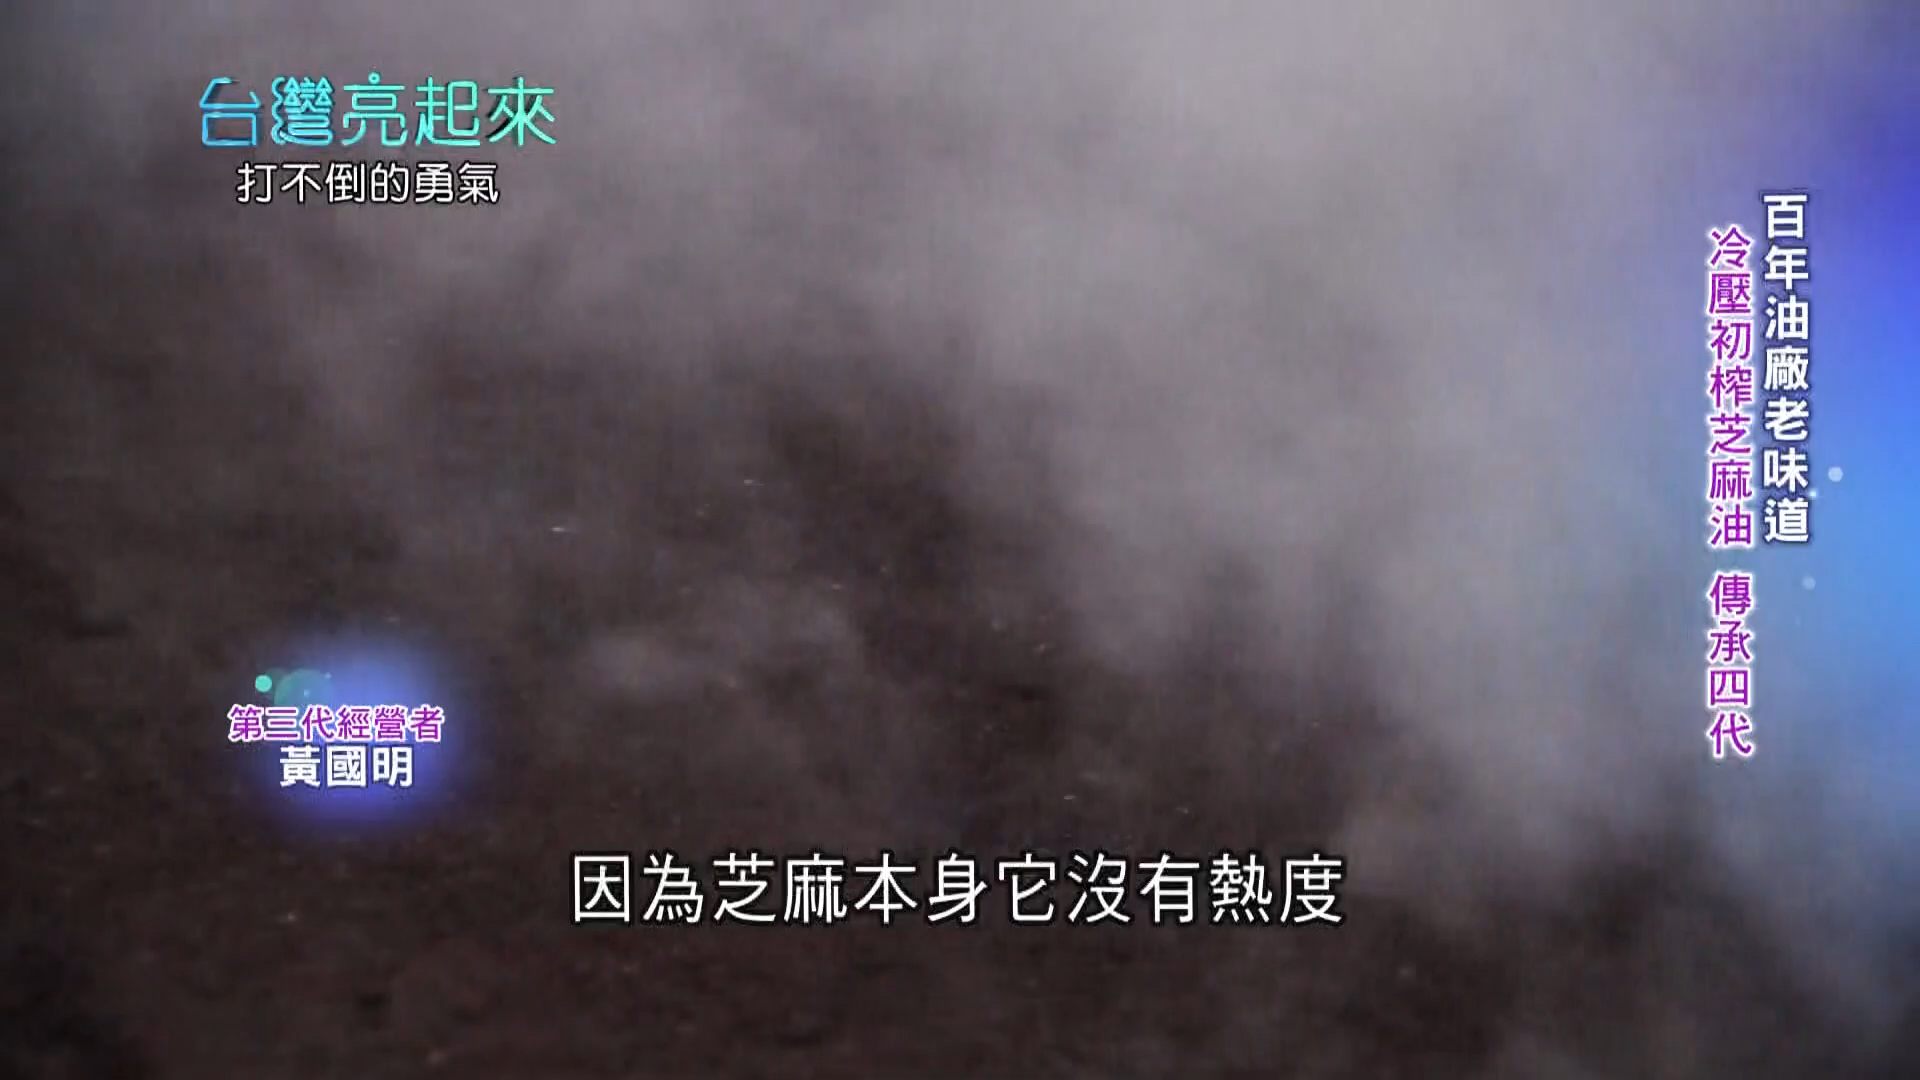 台灣亮起來
打不倒的勇氣
百年油廠老味道
冷壓初榨芝麻油 傳承四代
第三代經營者
黃國明
因為芝麻本身它沒有熱度